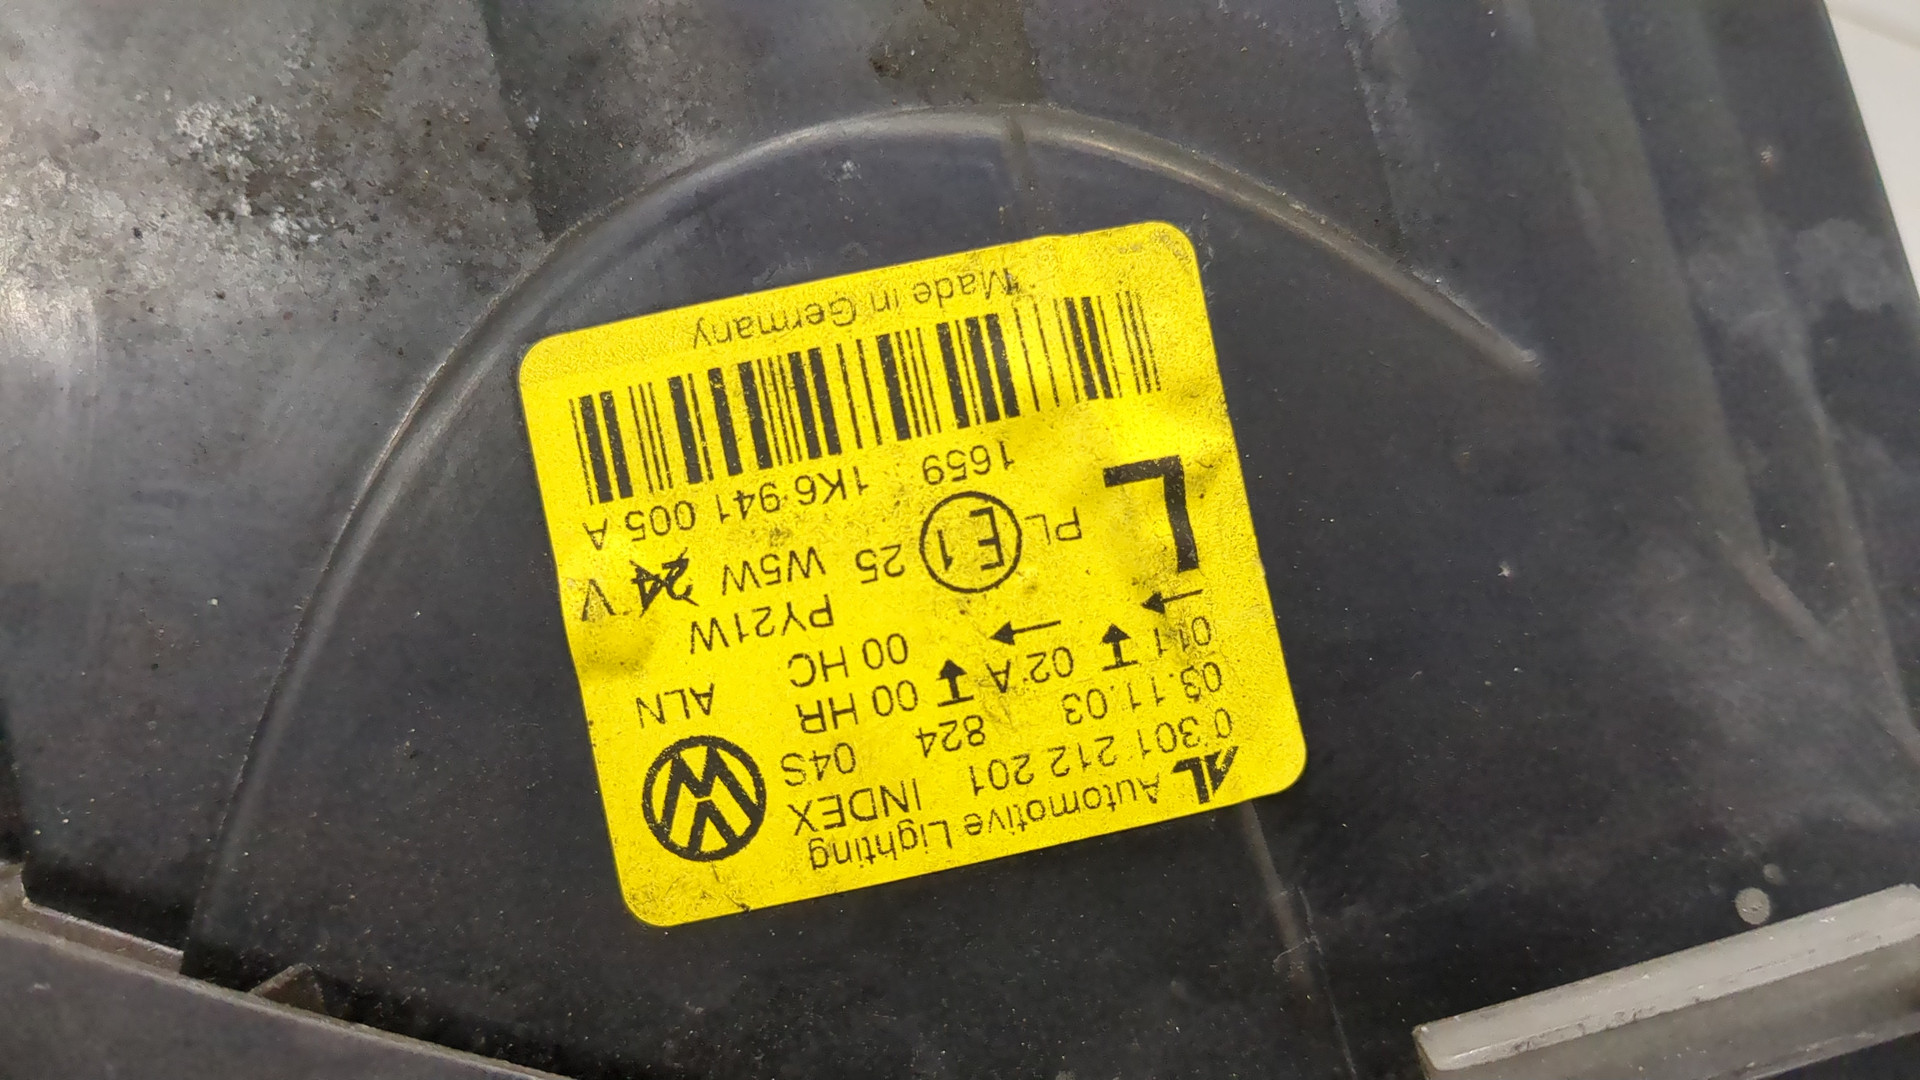 AL Automotive Lighting
0 301 212 201 INDEX
03.11.03 824 04S
011 02 A 00 HR ALN
00 HC
PY21W
L PL E1 25 W5W 24 V
1659 1K6 941 005 A
Made in Germany